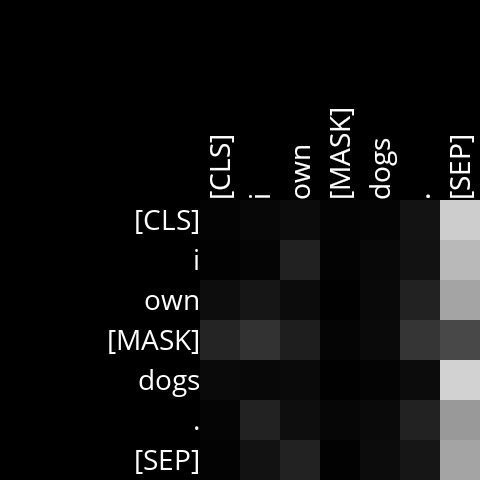 [CLS] i own [MASK] dogs . [SEP]
[CLS]
i
own
[MASK]
dogs
.
[SEP]